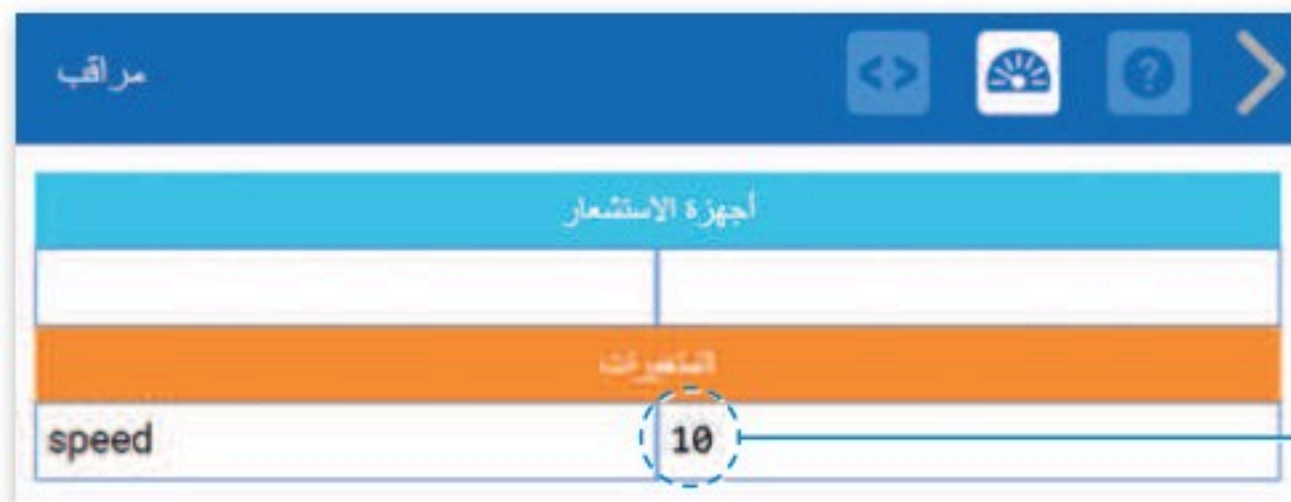 مراقب
<> ?
أجهزة الاستشعار
المتغيرات
speed 10